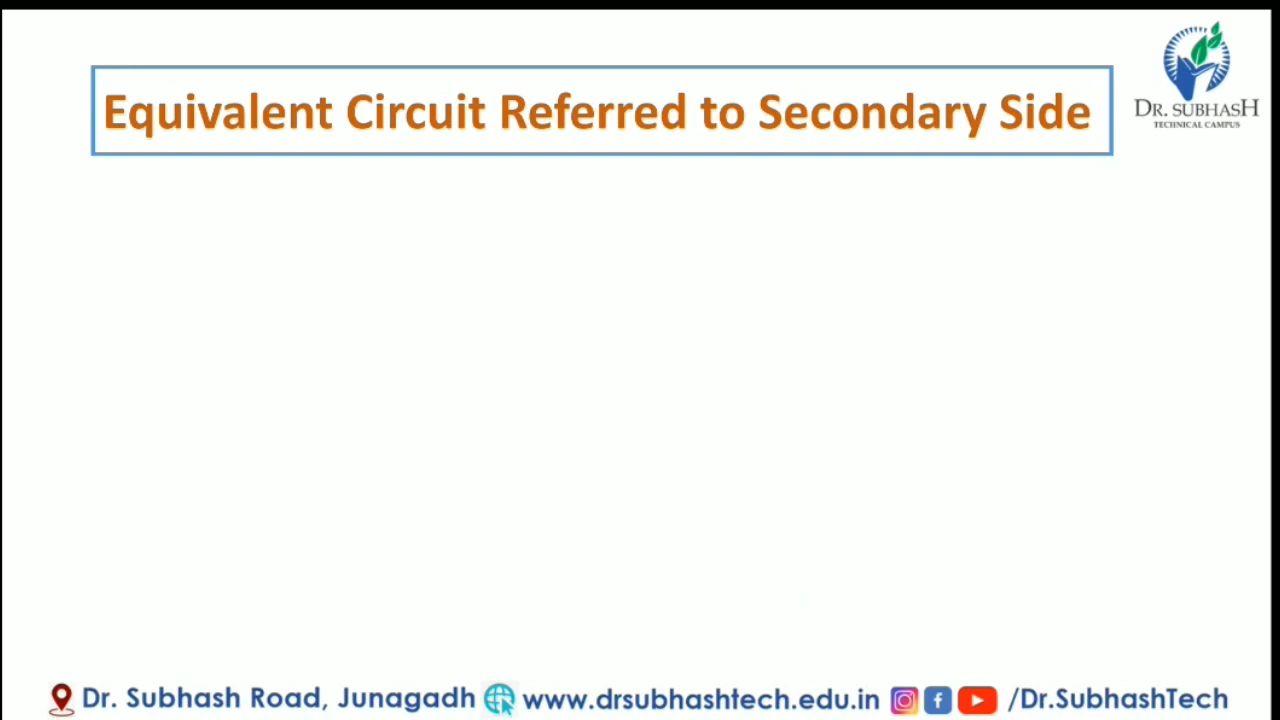 Equivalent Circuit Referred to Secondary Side
DR. SUBHASH
TECHNICAL CAMPUS
Dr. Subhash Road, Junagadh www.drsubhashtech.edu.in /Dr.SubhashTech